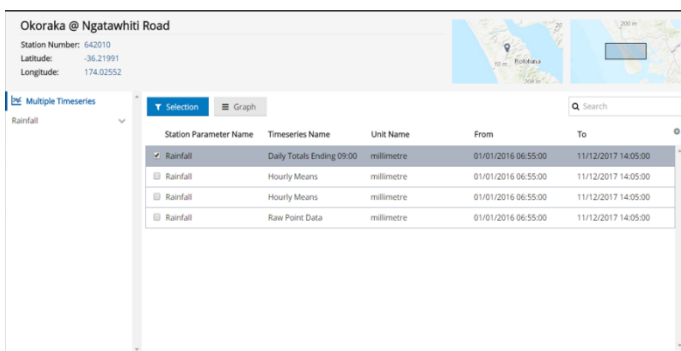 Okoraka @ Ngatawhiti Road
Station Number: 642010
Latitude: -36.21991
Longitude: 174.02552
200 m
Multiple Timeseries
Rainfall
Selection Graph Search
Station Parameter Name Timeseries Name Unit Name From To
Rainfall Daily Totals Ending 09:00 millimetre 01/01/2016 06:55:00 11/12/2017 14:05:00
Rainfall Hourly Means millimetre 01/01/2016 06:55:00 11/12/2017 14:05:00
Rainfall Hourly Means millimetre 01/01/2016 06:55:00 11/12/2017 14:05:00
Rainfall Raw Point Data millimetre 01/01/2016 06:55:00 11/12/2017 14:05:00